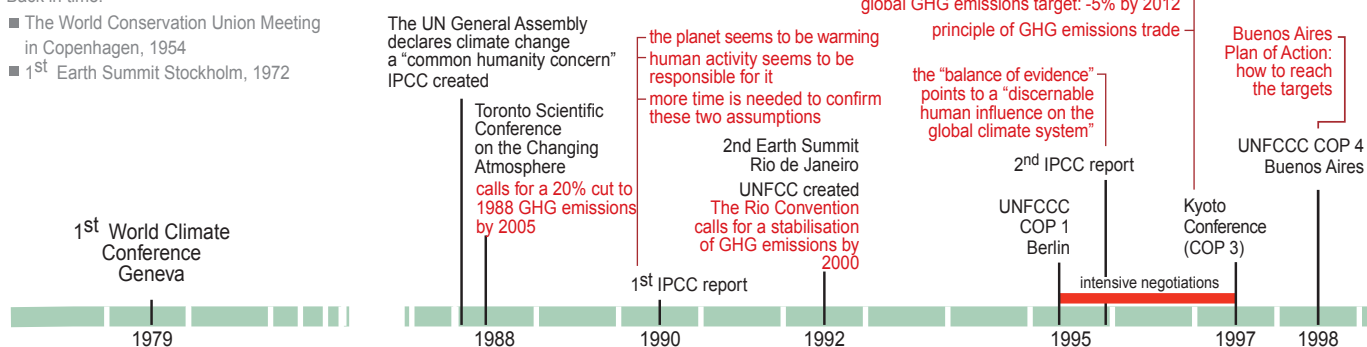 Back in time:
■ The World Conservation Union Meeting
in Copenhagen, 1954
■ 1st Earth Summit Stockholm, 1972
1st World Climate
Conference
Geneva
1979
The UN General Assembly
declares climate change
a “common humanity concern”
IPCC created
Toronto Scientific
Conference
on the Changing
Atmosphere
calls for a 20% cut to
1988 GHG emissions
by 2005
1988
the planet seems to be warming
human activity seems to be
responsible for it
more time is needed to confirm
these two assumptions
1st IPCC report
1990
2nd Earth Summit
Rio de Janeiro
UNFCC created
The Rio Convention
calls for a stabilisation
of GHG emissions by
2000
1992
UNFCCC
COP 1
Berlin
1995
the “balance of evidence”
points to a “discernable
human influence on the
global climate system”
2nd IPCC report
intensive negotiations
global GHG emissions target: -5% by 2012
principle of GHG emissions trade
Kyoto
Conference
(COP 3)
1997
Buenos Aires
Plan of Action:
how to reach
the targets
UNFCCC COP 4
Buenos Aires
1998